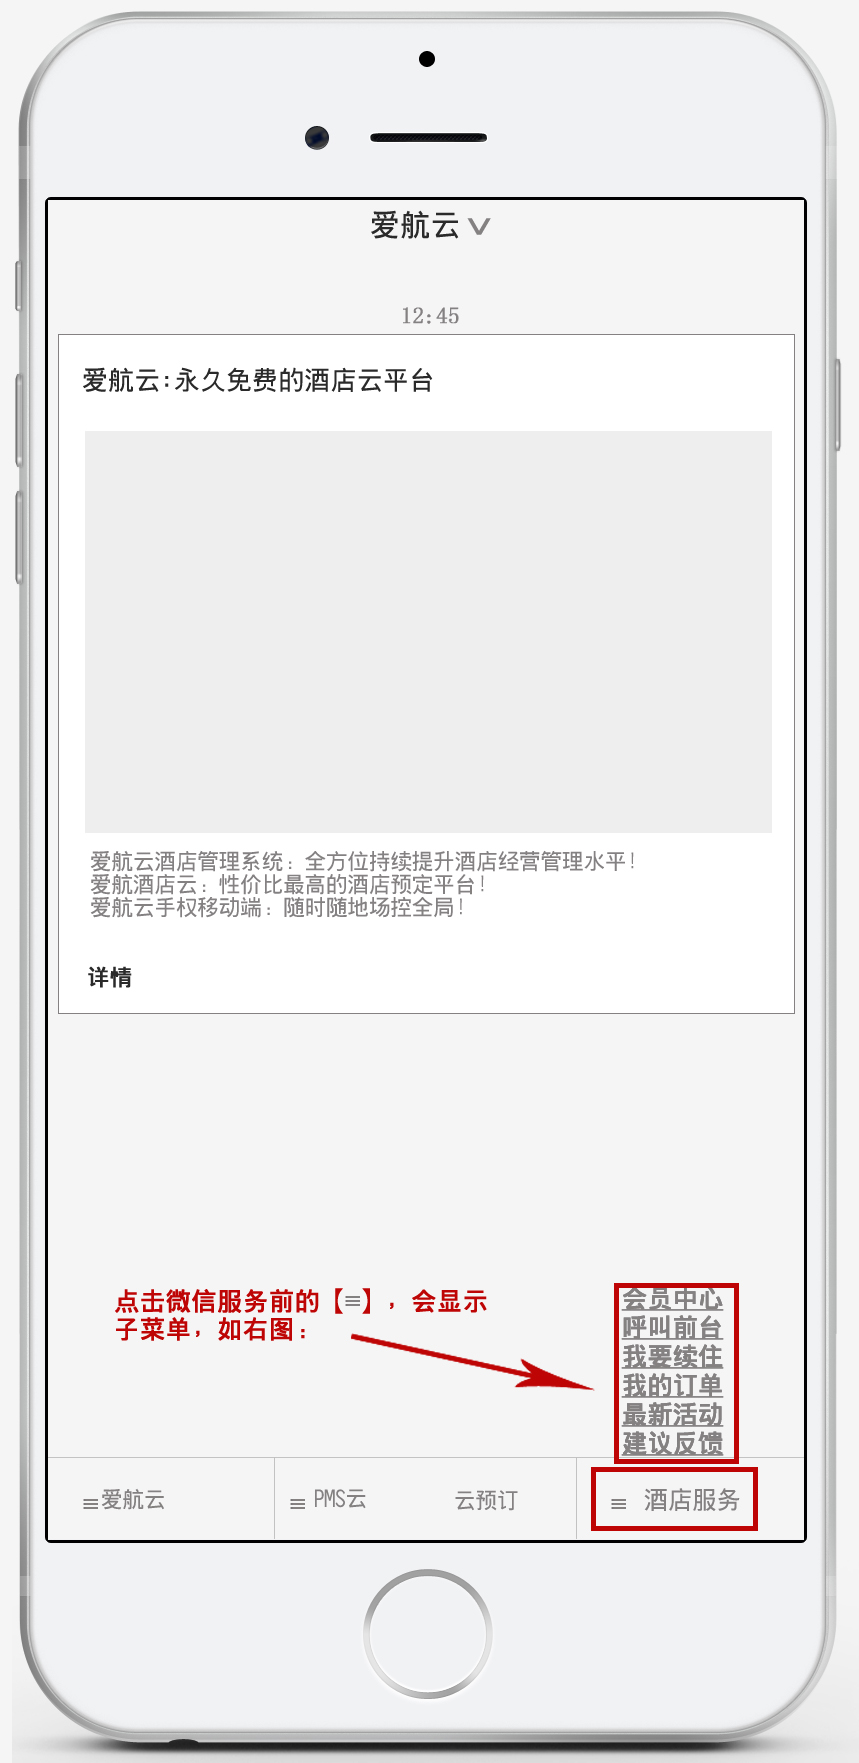 爱航云
12:45
爱航云:永久免费的酒店云平台
爱航云酒店管理系统：全方位持续提升酒店经营管理水平！
爱航酒店云：性价比最高的酒店预定平台！
爱航云手权移动端：随时随地场控全局！
详情
点击微信服务前的【≡】，会显示
子菜单，如右图：
会员中心
呼叫前台
我要续住
我的订单
最新活动
建议反馈
≡爱航云
≡ PMS云
云预订
≡ 酒店服务